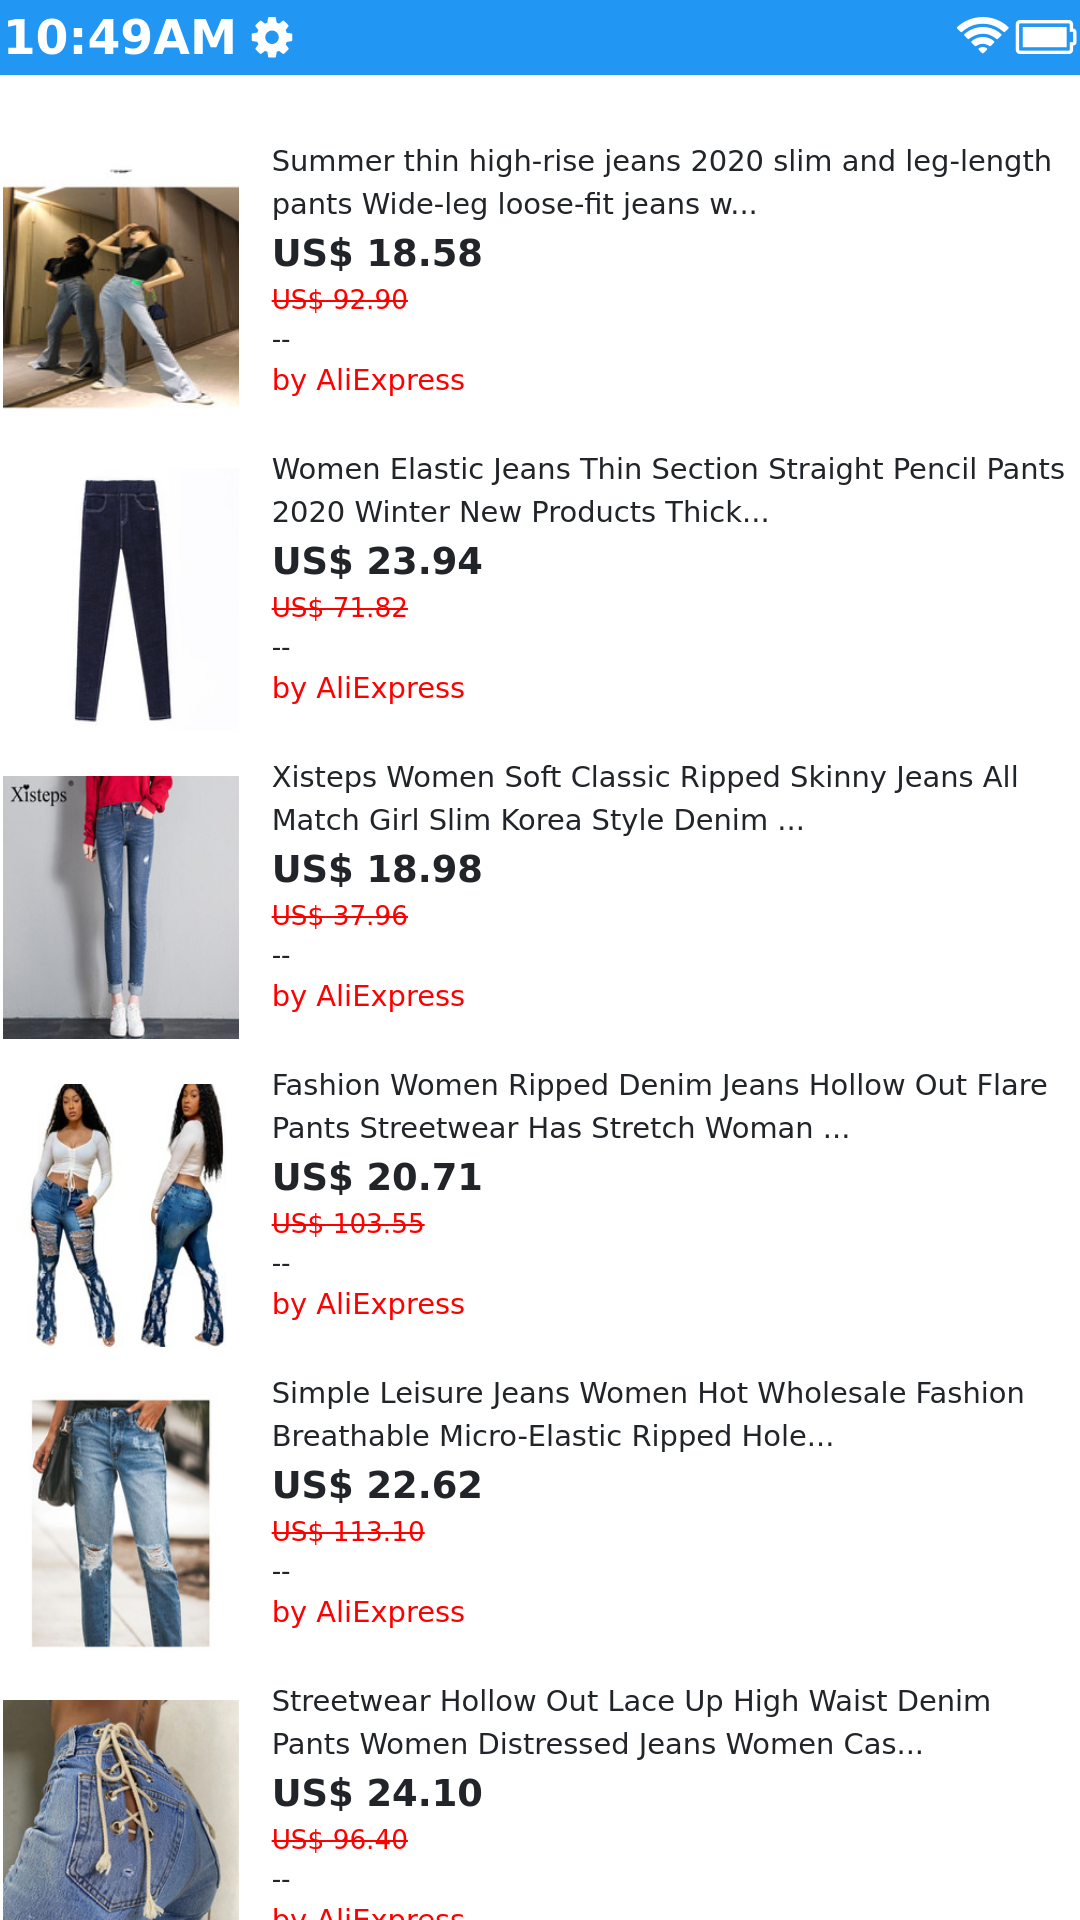 10:49AM
Summer thin high-rise jeans 2020 slim and leg-length
pants Wide-leg loose-fit jeans w...
US$ 18.58
US$ 92.90
--
by AliExpress
Women Elastic Jeans Thin Section Straight Pencil Pants
2020 Winter New Products Thick...
US$ 23.94
US$ 71.82
--
by AliExpress
Xisteps
Xisteps Women Soft Classic Ripped Skinny Jeans All
Match Girl Slim Korea Style Denim ...
US$ 18.98
US$ 37.96
--
by AliExpress
Fashion Women Ripped Denim Jeans Hollow Out Flare
Pants Streetwear Has Stretch Woman ...
US$ 20.71
US$ 103.55
--
by AliExpress
Simple Leisure Jeans Women Hot Wholesale Fashion
Breathable Micro-Elastic Ripped Hole...
US$ 22.62
US$ 113.10
--
by AliExpress
Streetwear Hollow Out Lace Up High Waist Denim
Pants Women Distressed Jeans Women Cas...
US$ 24.10
US$ 96.40
--
by AliExpress